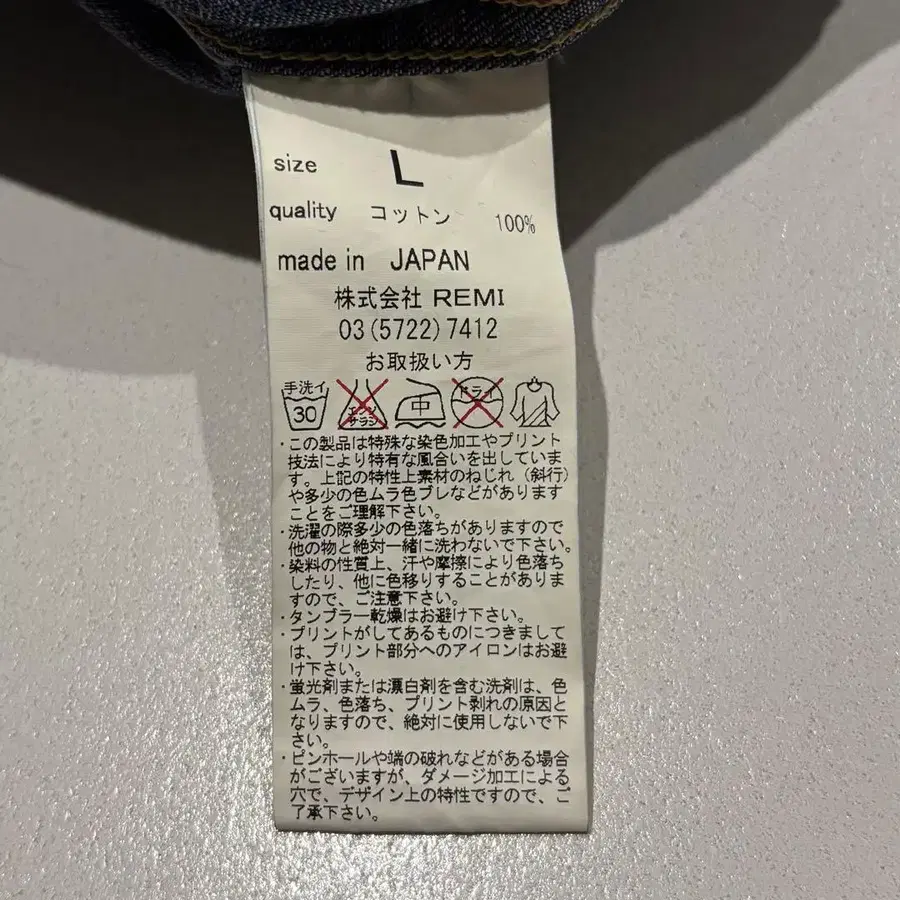 size L
quality コットン 100%
made in JAPAN
株式会社 REMI
03(5722)7412
お取扱い方
手洗イ 30 エンソサラシ 中 ドライ
・この製品は特殊な染色加工やプリント
技法により特有な風合いを出していま
す。上記の特性上素材のねじれ(斜行)
や多少の色ムラ色ブレなどがあります
ことをご理解下さい。
・洗濯の際多少の色落ちがありますので
他の物と絶対一緒に洗わないで下さい。
・染料の性質上、汗や摩擦により色落ち
したり、他に色移りすることがありま
すので、ご注意下さい。
・タンブラー乾燥はお避け下さい。
・プリントがしてあるものにつきまして
は、プリント部分へのアイロンはお避
け下さい。
・蛍光剤または漂白剤を含む洗剤は、色
ムラ、色落ち、プリント剥れの原因と
なりますので、絶対に使用しないで下
さい。
・ピンホールや端の破れなどがある場合
がございますが、ダメージ加工による
穴で、デザイン上の特性ですので、ご
了承下さい。